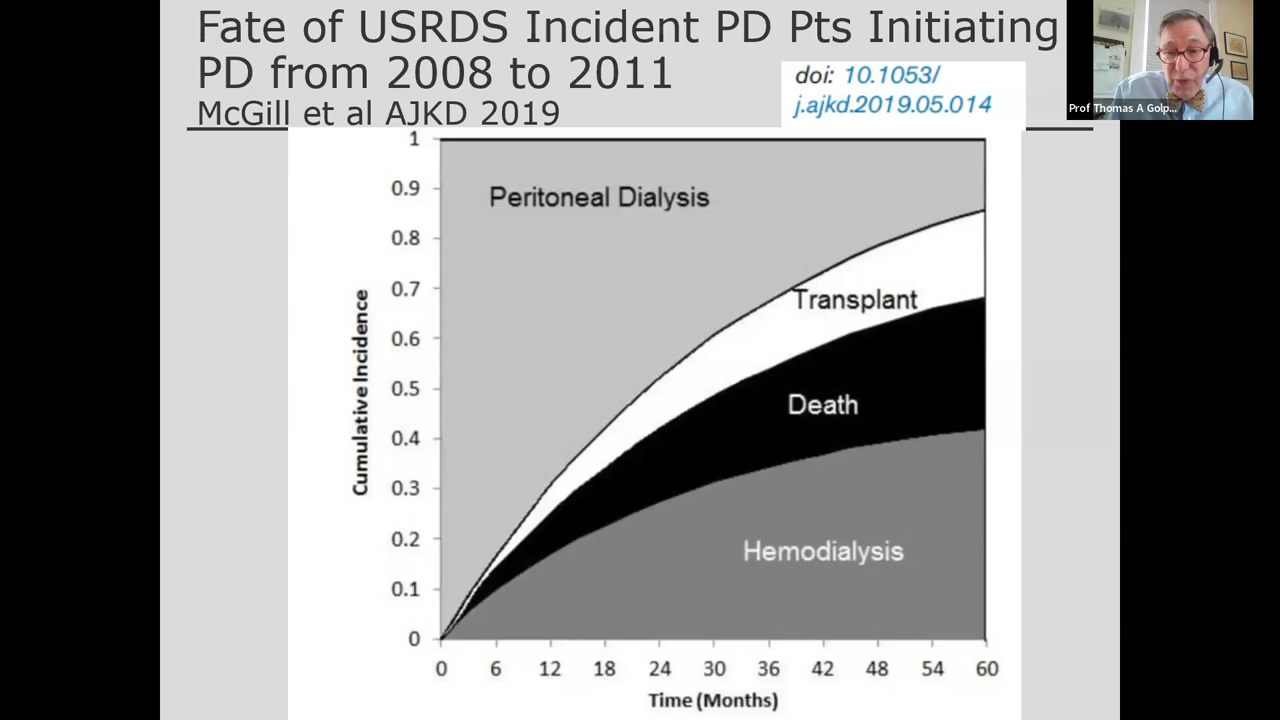 Fate of USRDS Incident PD Pts Initiating
PD from 2008 to 2011
McGill et al AJKD 2019
doi: 10.1053/
j.ajkd.2019.05.014
Prof Thomas A Golp...
1
0.9
0.8
0.7
0.6
0.5
0.4
0.3
0.2
0.1
0
Cumulative Incidence
Peritoneal Dialysis
Transplant
Death
Hemodialysis
0 6 12 18 24 30 36 42 48 54 60
Time (Months)